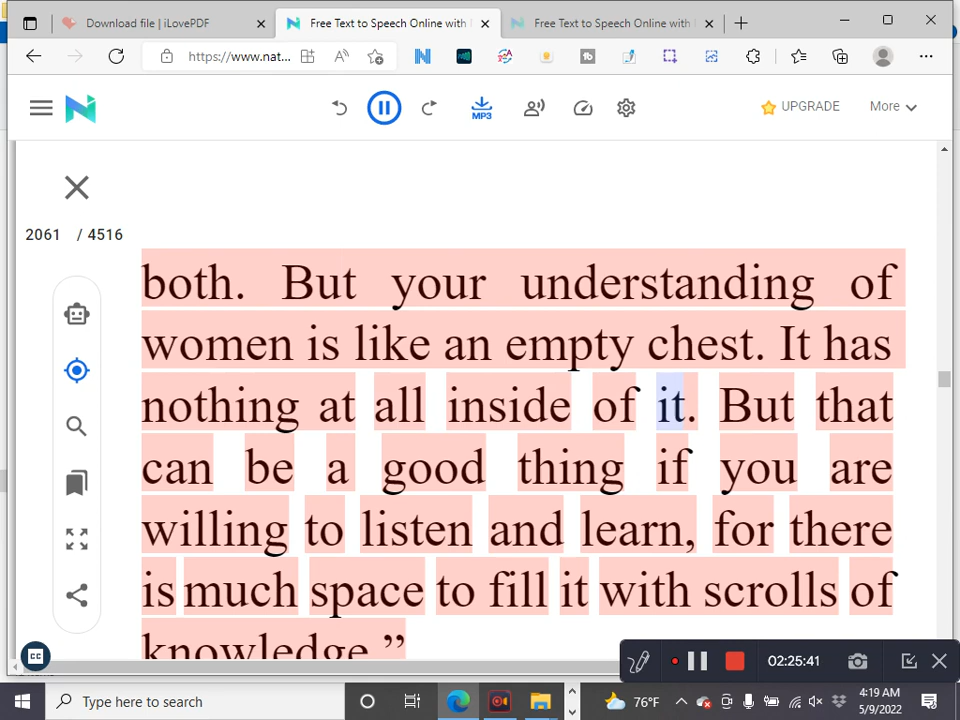 Download file | iLovePDF
Free Text to Speech Online with
Free Text to Speech Online with
https://www.nat...
tb
MP3
UPGRADE
More
2061 / 4516
both. But your understanding of
women is like an empty chest. It has
nothing at all inside of it. But that
can be a good thing if you are
willing to listen and learn, for there
is much space to fill it with scrolls of
knowledge.”
CC
02:25:41
Type here to search
76°F
4:19 AM
5/9/2022